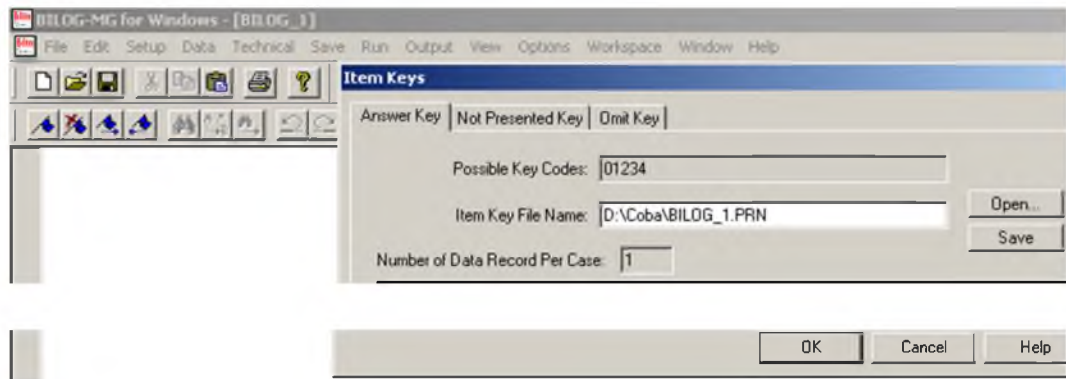 BILOG-MG for Windows - [BILOG_1]
File Edit Setup Data Technical Save Run Output View Options Workspace Window Help
Item Keys
Answer Key Not Presented Key Omit Key
Possible Key Codes: 01234
Item Key File Name: D:\Coba\BILOG_1.PRN
Open...
Save
Number of Data Record Per Case: 1
OK Cancel Help